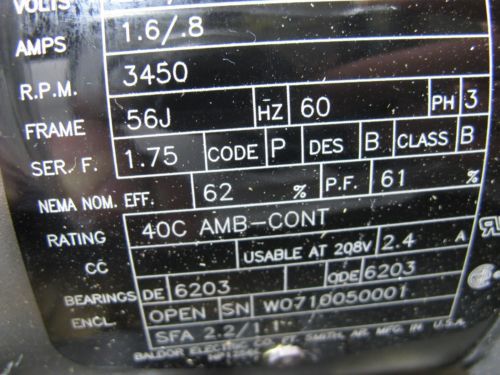 VOLTS
AMPS 1.6/.8
R.P.M. 3450
FRAME 56J HZ 60 PH 3
SER. F. 1.75 CODE P DES B CLASS B
NEMA NOM. EFF. 62 % P.F. 61 %
RATING 40C AMB-CONT
CC USABLE AT 208V 2.4 A
BEARINGS DE 6203 ODE 6203
ENCL. OPEN SN W0710050001
SFA 2.2/1.1
BALDOR ELECTRIC CO. FT. SMITH, AR. MFG. IN U.S.A.